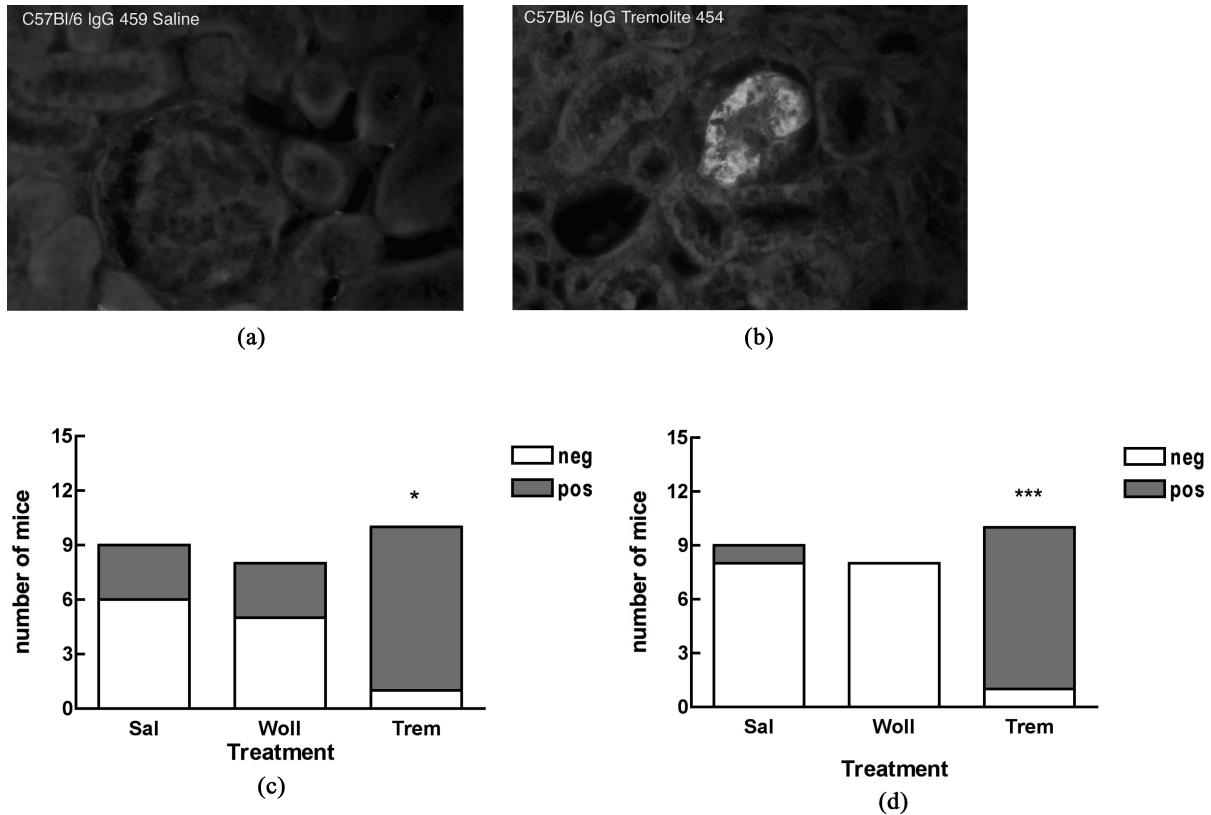 C57Bl/6 IgG 459 Saline
C57Bl/6 IgG Tremolite 454
(a)
(b)
15
12
9
6
3
0
number of mice
*
neg
pos
Sal Woll Trem
Treatment
(c)
15
12
9
6
3
0
number of mice
***
neg
pos
Sal Woll Trem
Treatment
(d)